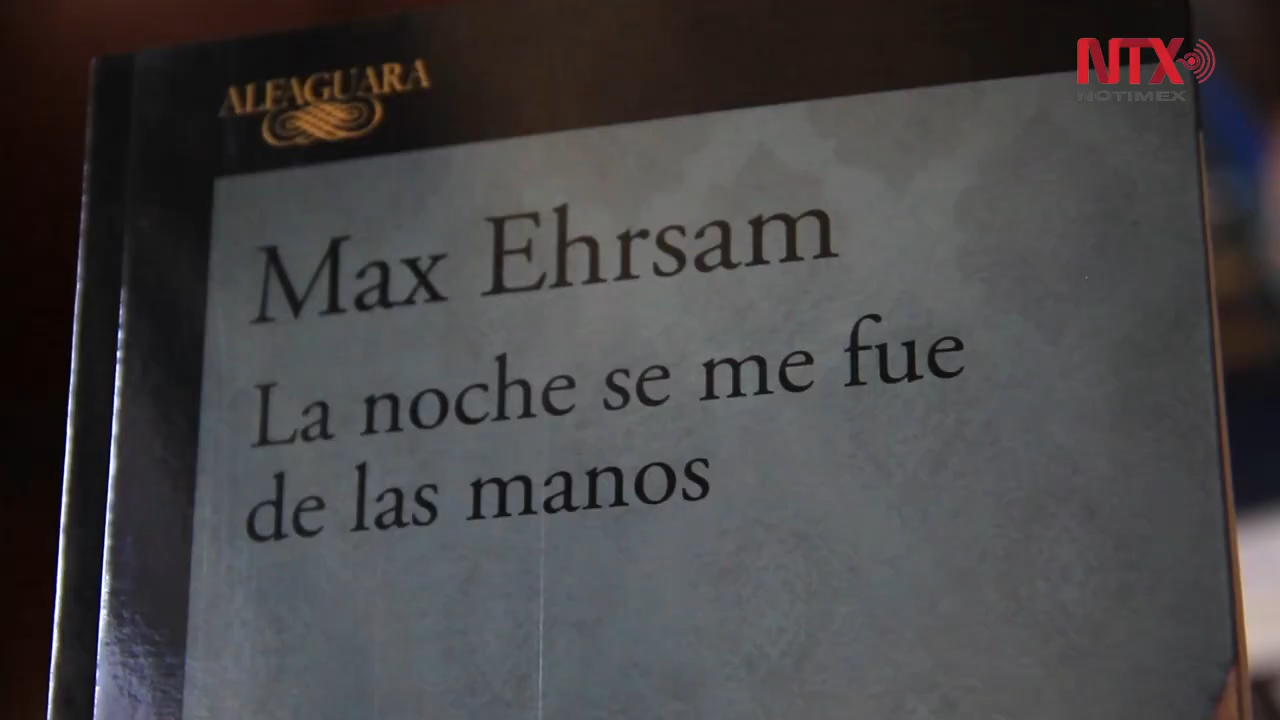 NTX
NOTIMEX
ALFAGUARA
Max Ehrsam
La noche se me fue
de las manos